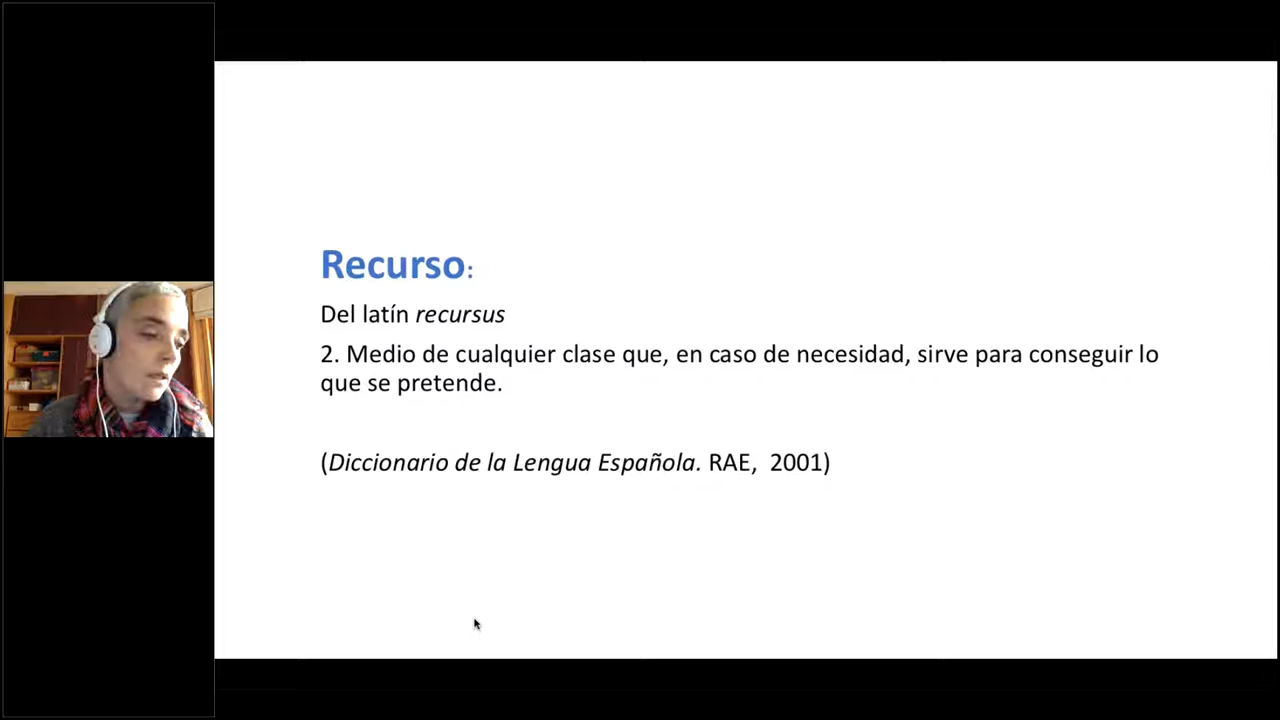 Recurso:
Del latín recursus
2. Medio de cualquier clase que, en caso de necesidad, sirve para conseguir lo
que se pretende.
(Diccionario de la Lengua Española. RAE, 2001)